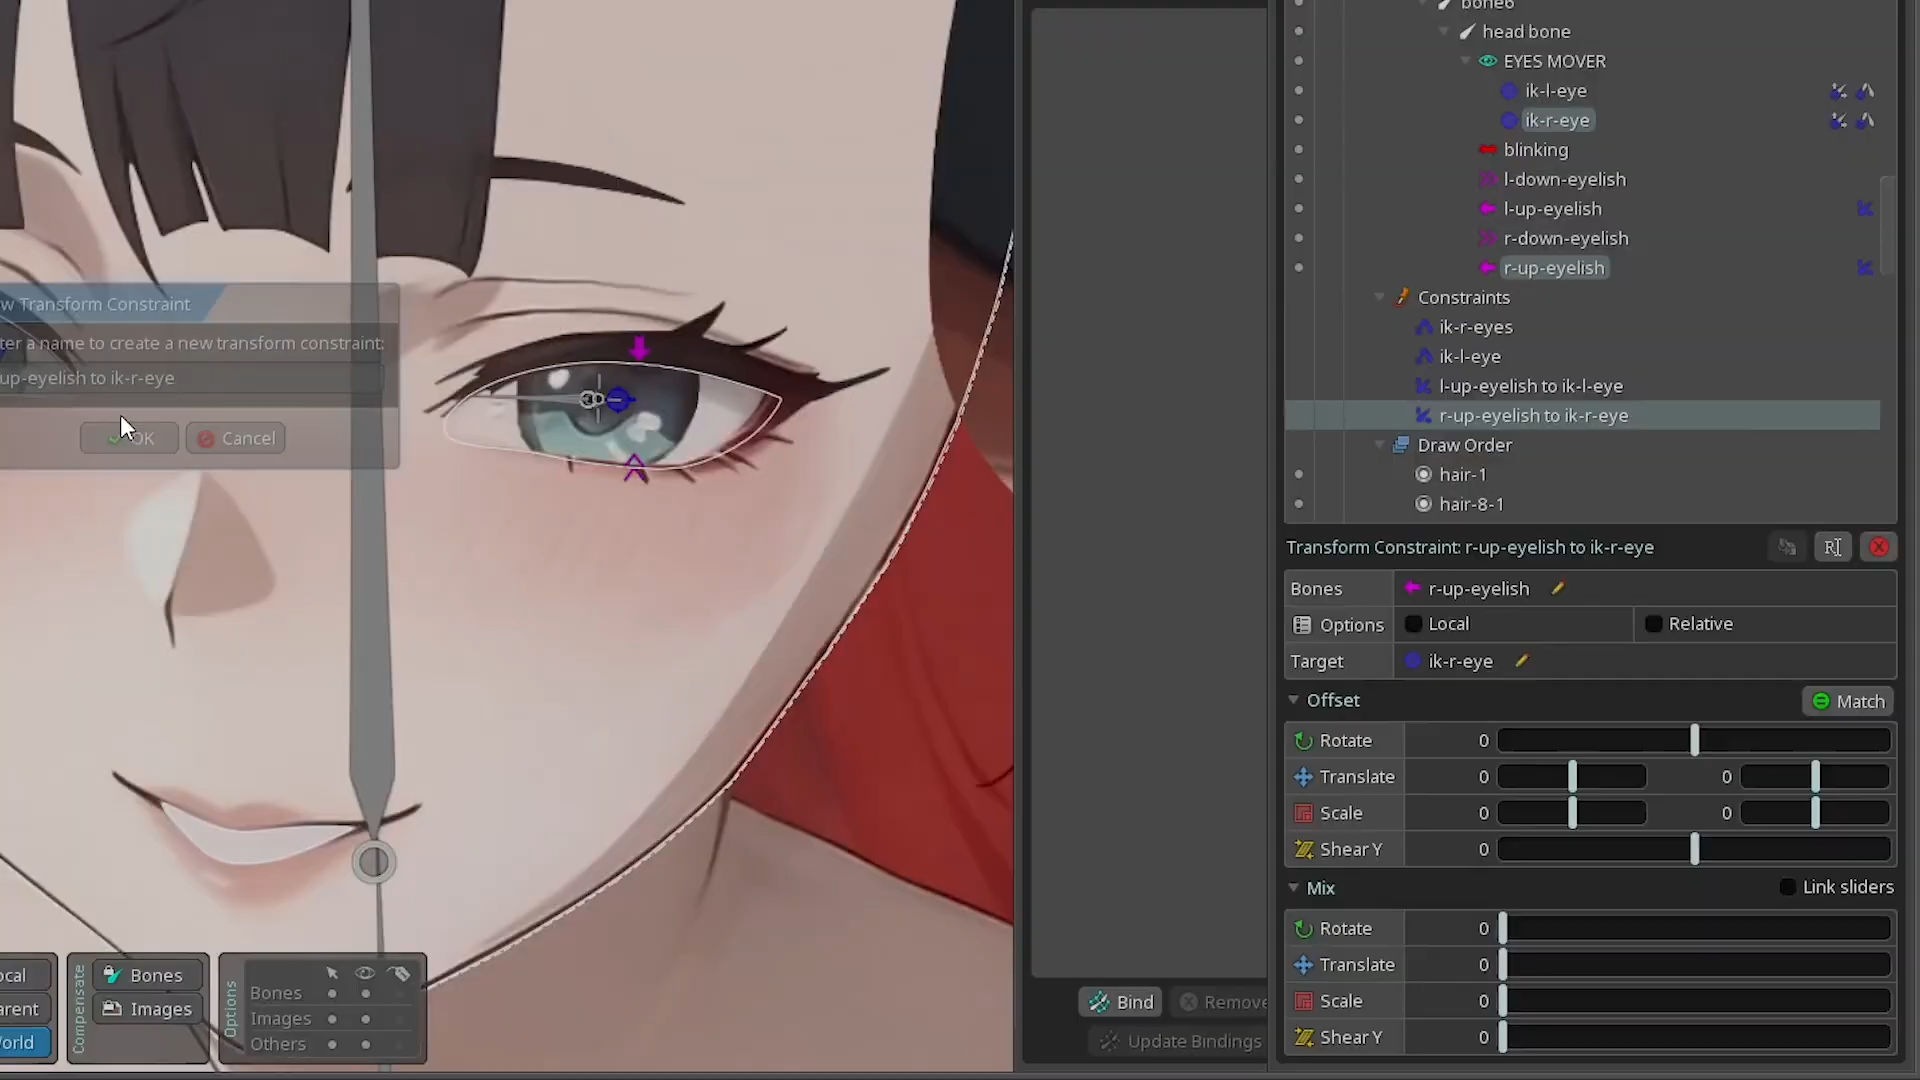 bone6
head bone
EYES MOVER
ik-l-eye
ik-r-eye
blinking
l-down-eyelish
l-up-eyelish
r-down-eyelish
r-up-eyelish
Constraints
ik-r-eyes
ik-l-eye
l-up-eyelish to ik-l-eye
r-up-eyelish to ik-r-eye
Draw Order
hair-1
hair-8-1
w Transform Constraint
ter a name to create a new transform constraint:
up-eyelish to ik-r-eye
OK
Cancel
Transform Constraint: r-up-eyelish to ik-r-eye
Bones r-up-eyelish
Options Local Relative
Target ik-r-eye
Offset Match
Rotate 0
Translate 0 0
Scale 0 0
Shear Y 0
Mix Link sliders
Rotate 0
Translate 0
Scale 0
Shear Y 0
ocal
arent
orld
Compensate
Bones
Images
Options
Bones
Images
Others
Bind Remove
Update Bindings